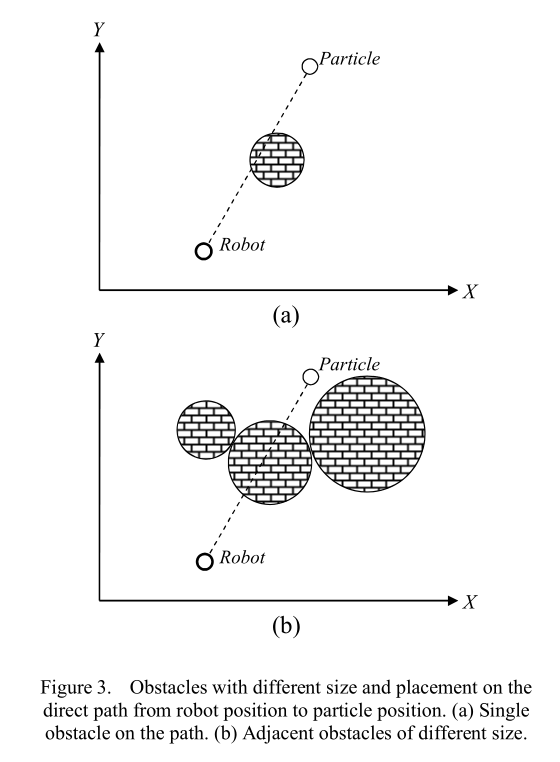 Y
Particle
Robot
X
(a)
Y
Particle
Robot
X
(b)
Figure 3. Obstacles with different size and placement on the
direct path from robot position to particle position. (a) Single
obstacle on the path. (b) Adjacent obstacles of different size.